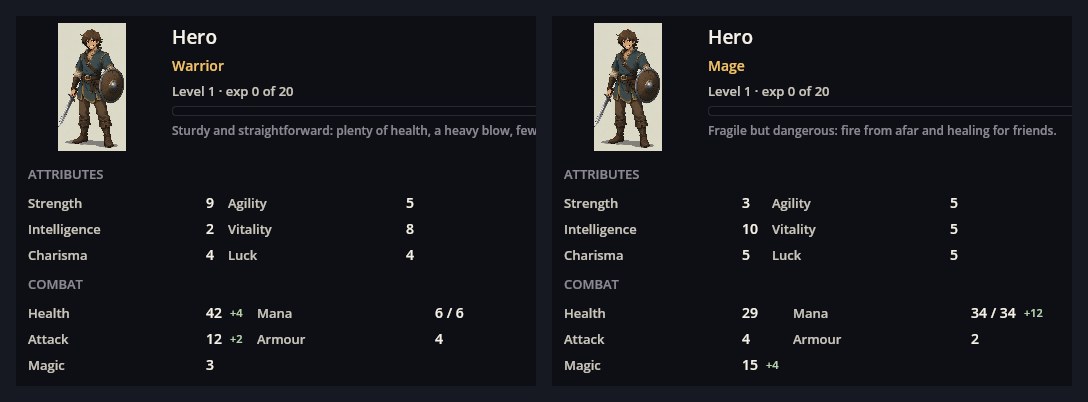 Hero
Warrior
Level 1 · exp 0 of 20
Sturdy and straightforward: plenty of health, a heavy blow, few
ATTRIBUTES
Strength 9 Agility 5
Intelligence 2 Vitality 8
Charisma 4 Luck 4
COMBAT
Health 42 +4 Mana 6 / 6
Attack 12 +2 Armour 4
Magic 3
Hero
Mage
Level 1 · exp 0 of 20
Fragile but dangerous: fire from afar and healing for friends.
ATTRIBUTES
Strength 3 Agility 5
Intelligence 10 Vitality 5
Charisma 5 Luck 5
COMBAT
Health 29 Mana 34 / 34 +12
Attack 4 Armour 2
Magic 15 +4